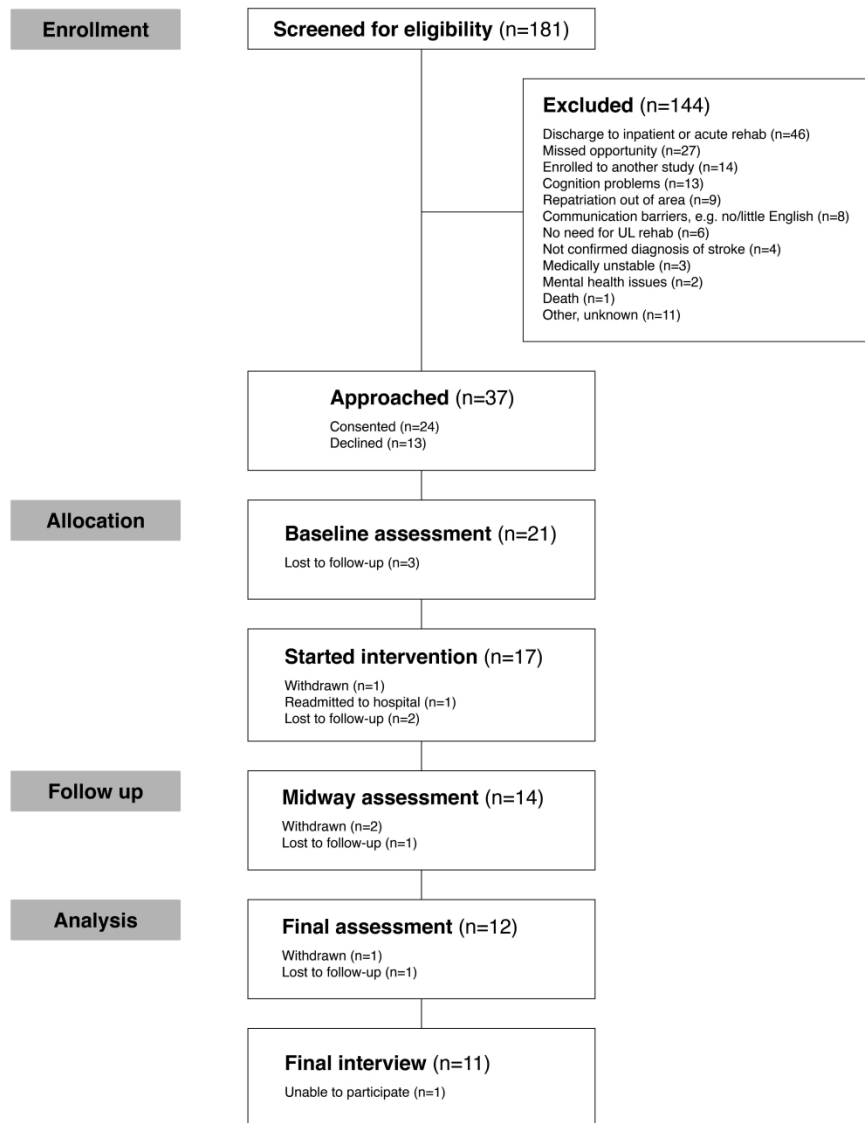 Enrollment
Screened for eligibility (n=181)
Excluded (n=144)
Discharge to inpatient or acute rehab (n=46)
Missed opportunity (n=27)
Enrolled to another study (n=14)
Cognition problems (n=13)
Repatriation out of area (n=9)
Communication barriers, e.g. no/little English (n=8)
No need for UL rehab (n=6)
Not confirmed diagnosis of stroke (n=4)
Medically unstable (n=3)
Mental health issues (n=2)
Death (n=1)
Other, unknown (n=11)
Approached (n=37)
Consented (n=24)
Declined (n=13)
Allocation
Baseline assessment (n=21)
Lost to follow-up (n=3)
Started intervention (n=17)
Withdrawn (n=1)
Readmitted to hospital (n=1)
Lost to follow-up (n=2)
Follow up
Midway assessment (n=14)
Withdrawn (n=2)
Lost to follow-up (n=1)
Analysis
Final assessment (n=12)
Withdrawn (n=1)
Lost to follow-up (n=1)
Final interview (n=11)
Unable to participate (n=1)